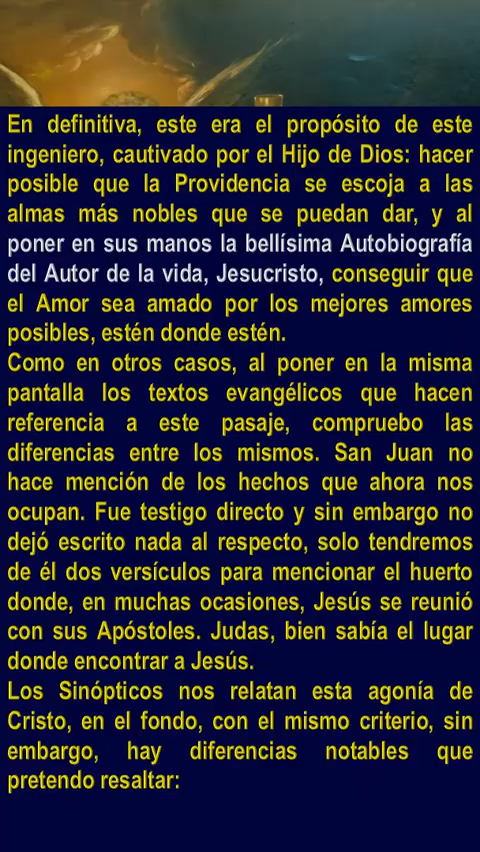 En definitiva, este era el propósito de este
ingeniero, cautivado por el Hijo de Dios: hacer
posible que la Providencia se escoja a las
almas más nobles que se puedan dar, y al
poner en sus manos la bellísima Autobiografía
del Autor de la vida, Jesucristo, conseguir que
el Amor sea amado por los mejores amores
posibles, estén donde estén.
Como en otros casos, al poner en la misma
pantalla los textos evangélicos que hacen
referencia a este pasaje, compruebo las
diferencias entre los mismos. San Juan no
hace mención de los hechos que ahora nos
ocupan. Fue testigo directo y sin embargo no
dejó escrito nada al respecto, solo tendremos
de él dos versículos para mencionar el huerto
donde, en muchas ocasiones, Jesús se reunió
con sus Apóstoles. Judas, bien sabía el lugar
donde encontrar a Jesús.
Los Sinópticos nos relatan esta agonía de
Cristo, en el fondo, con el mismo criterio, sin
embargo, hay diferencias notables que
pretendo resaltar: